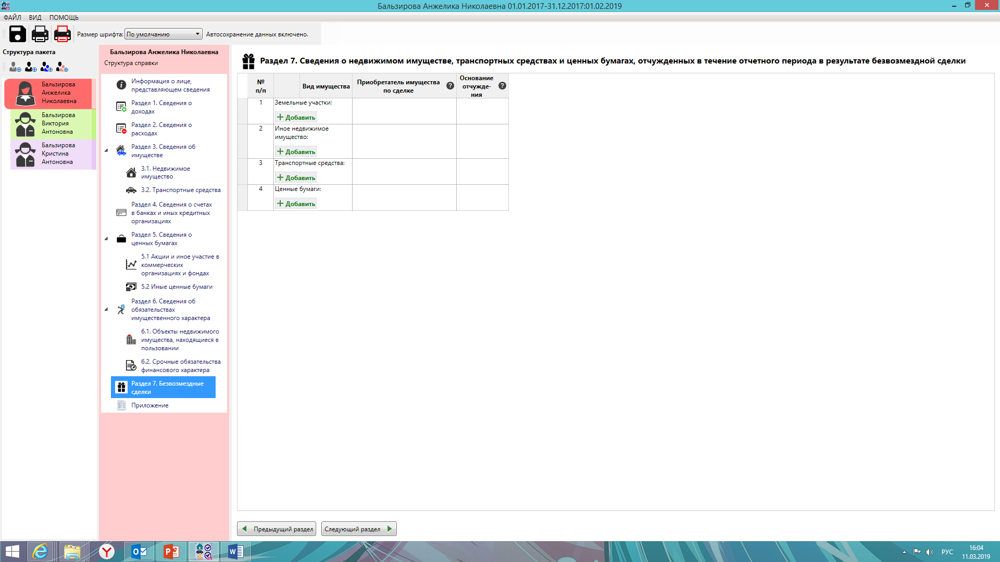 Бальзирова Анжелика Николаевна 01.01.2017-31.12.2017:01.02.2019
ФАЙЛ ВИД ПОМОЩЬ
Размер шрифта: По умолчанию Автосохранение данных включено.
Структура пакета
Бальзирова
Анжелика
Николаевна
Бальзирова
Виктория
Антоновна
Бальзирова
Кристина
Антоновна
Бальзирова Анжелика Николаевна
Структура справки
Информация о лице,
представляющем сведения
Раздел 1. Сведения о
доходах
Раздел 2. Сведения о
расходах
Раздел 3. Сведения об
имуществе
3.1. Недвижимое
имущество
3.2. Транспортные средства
Раздел 4. Сведения о счетах
в банках и иных кредитных
организациях
Раздел 5. Сведения о
ценных бумагах
5.1 Акции и иное участие в
коммерческих
организациях и фондах
5.2 Иные ценные бумаги
Раздел 6. Сведения об
обязательствах
имущественного характера
6.1. Объекты недвижимого
имущества, находящиеся в
пользовании
6.2. Срочные обязательства
финансового характера
Раздел 7. Безвозмездные
сделки
Приложение
Раздел 7. Сведения о недвижимом имуществе, транспортных средствах и ценных бумагах, отчужденных в течение отчетного периода в результате безвозмездной сделки
№
п/п
Вид имущества
Приобретатель имущества
по сделке
?
Основание
отчужде-
ния
?
1 Земельные участки:
+ Добавить
2 Иное недвижимое
имущество:
+ Добавить
3 Транспортные средства:
+ Добавить
4 Ценные бумаги:
+ Добавить
Предыдущий раздел Следующий раздел
РУС
16:04
11.03.2019